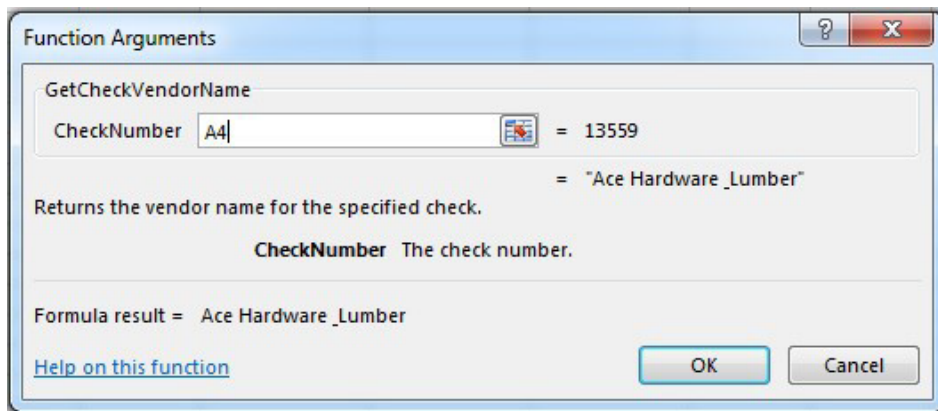 Function Arguments
GetCheckVendorName
CheckNumber A4 = 13559
= "Ace Hardware _Lumber"
Returns the vendor name for the specified check.
CheckNumber The check number.
Formula result = Ace Hardware _Lumber
Help on this function OK Cancel